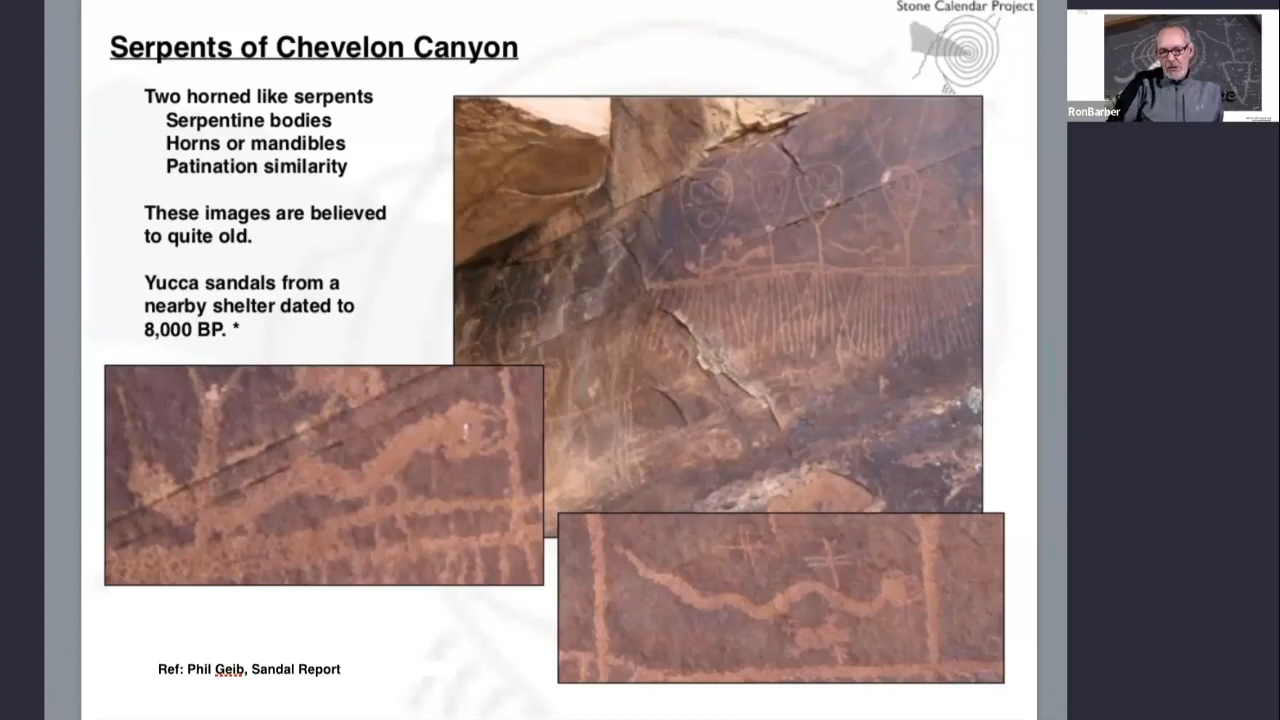 Stone Calendar Project
Serpents of Chevelon Canyon
Two horned like serpents
Serpentine bodies
Horns or mandibles
Patination similarity
These images are believed
to quite old.
Yucca sandals from a
nearby shelter dated to
8,000 BP. *
Ref: Phil Geib, Sandal Report
RonBarber